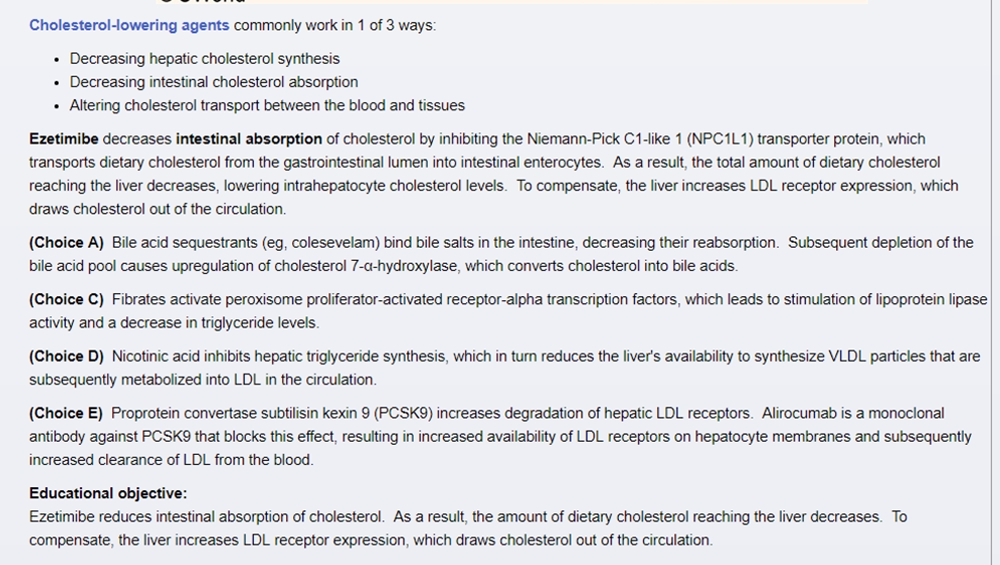 Cholesterol-lowering agents commonly work in 1 of 3 ways:
• Decreasing hepatic cholesterol synthesis
• Decreasing intestinal cholesterol absorption
• Altering cholesterol transport between the blood and tissues
Ezetimibe decreases intestinal absorption of cholesterol by inhibiting the Niemann-Pick C1-like 1 (NPC1L1) transporter protein, which
transports dietary cholesterol from the gastrointestinal lumen into intestinal enterocytes. As a result, the total amount of dietary cholesterol
reaching the liver decreases, lowering intrahepatocyte cholesterol levels. To compensate, the liver increases LDL receptor expression, which
draws cholesterol out of the circulation.
(Choice A) Bile acid sequestrants (eg, colesevelam) bind bile salts in the intestine, decreasing their reabsorption. Subsequent depletion of the
bile acid pool causes upregulation of cholesterol 7-α-hydroxylase, which converts cholesterol into bile acids.
(Choice C) Fibrates activate peroxisome proliferator-activated receptor-alpha transcription factors, which leads to stimulation of lipoprotein lipase
activity and a decrease in triglyceride levels.
(Choice D) Nicotinic acid inhibits hepatic triglyceride synthesis, which in turn reduces the liver's availability to synthesize VLDL particles that are
subsequently metabolized into LDL in the circulation.
(Choice E) Proprotein convertase subtilisin kexin 9 (PCSK9) increases degradation of hepatic LDL receptors. Alirocumab is a monoclonal
antibody against PCSK9 that blocks this effect, resulting in increased availability of LDL receptors on hepatocyte membranes and subsequently
increased clearance of LDL from the blood.
Educational objective:
Ezetimibe reduces intestinal absorption of cholesterol. As a result, the amount of dietary cholesterol reaching the liver decreases. To
compensate, the liver increases LDL receptor expression, which draws cholesterol out of the circulation.